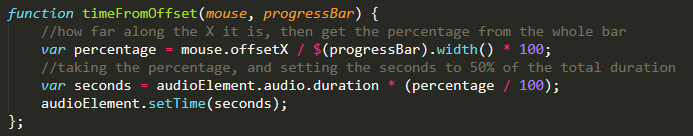 function timeFromOffset(mouse, progressBar) {
//how far along the X it is, then get the percentage from the whole bar
var percentage = mouse.offsetX / $(progressBar).width() * 100;
//taking the percentage, and setting the seconds to 50% of the total duration
var seconds = audioElement.audio.duration * (percentage / 100);
audioElement.setTime(seconds);
};